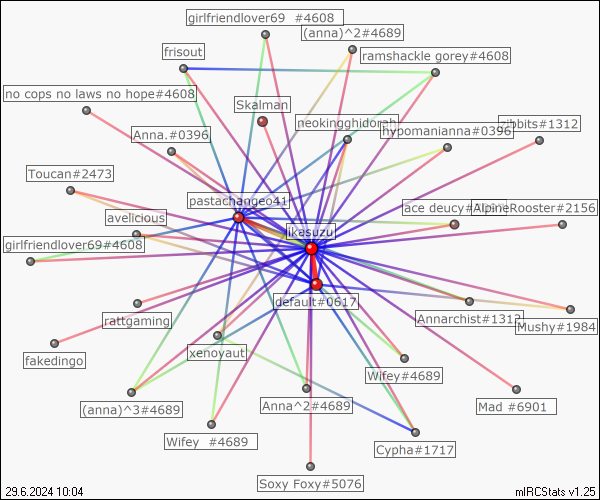 girlfriendlover69 #4608
(anna)^2#4689
frisout
ramshackle gorey#4608
no cops no laws no hope#4608
Skalman
neokingghidorah
zibbits#1312
Anna.#0396
hypomanianna#0396
Toucan#2473
pastachangeo41
ace deucy#
AlpineRooster#2156
avelicious
ikesuzu
girlfriendlover69#4608
default#0617
rattgaming
Annarchist#1312
Mushy#1984
fakedingo
xenoyaut
Wifey#4689
(anna)^3#4689
Anna^2#4689
Mad #6901
Wifey #4689
Cypha#1717
Soxy Foxy#5076
29.6.2024 10:04
mIRCStats v1.25